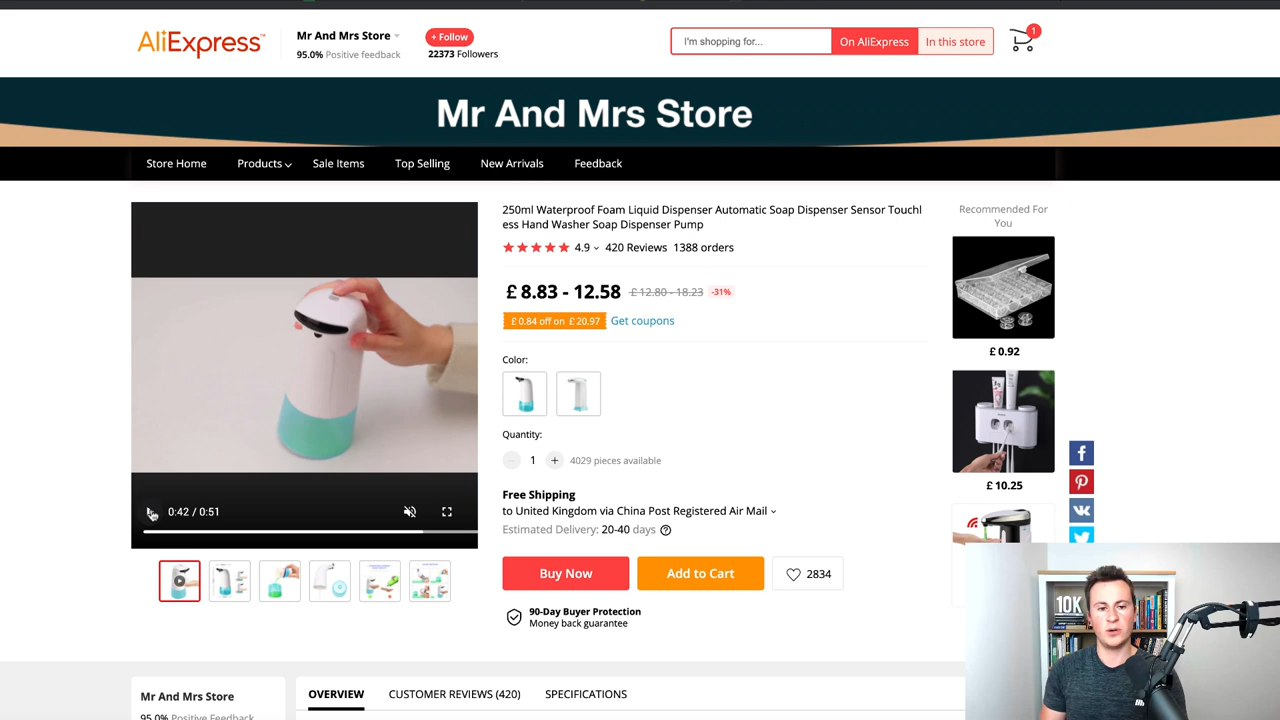 AliExpress™
Mr And Mrs Store
95.0% Positive feedback
+ Follow
22373 Followers
I'm shopping for...
On AliExpress
In this store
1
Mr And Mrs Store
Store Home
Products
Sale Items
Top Selling
New Arrivals
Feedback
250ml Waterproof Foam Liquid Dispenser Automatic Soap Dispenser Sensor Touchl
ess Hand Washer Soap Dispenser Pump
4.9 420 Reviews 1388 orders
£ 8.83 - 12.58 £ 12.80 - 18.23 -31%
£ 0.84 off on £ 20.97 Get coupons
Color:
Quantity:
1 4029 pieces available
Free Shipping
to United Kingdom via China Post Registered Air Mail
Estimated Delivery: 20-40 days
Buy Now
Add to Cart
2834
90-Day Buyer Protection
Money back guarantee
0:42 / 0:51
Recommended For
You
£ 0.92
£ 10.25
10K
Mr And Mrs Store
95.0% Positive Feedback
OVERVIEW
CUSTOMER REVIEWS (420)
SPECIFICATIONS